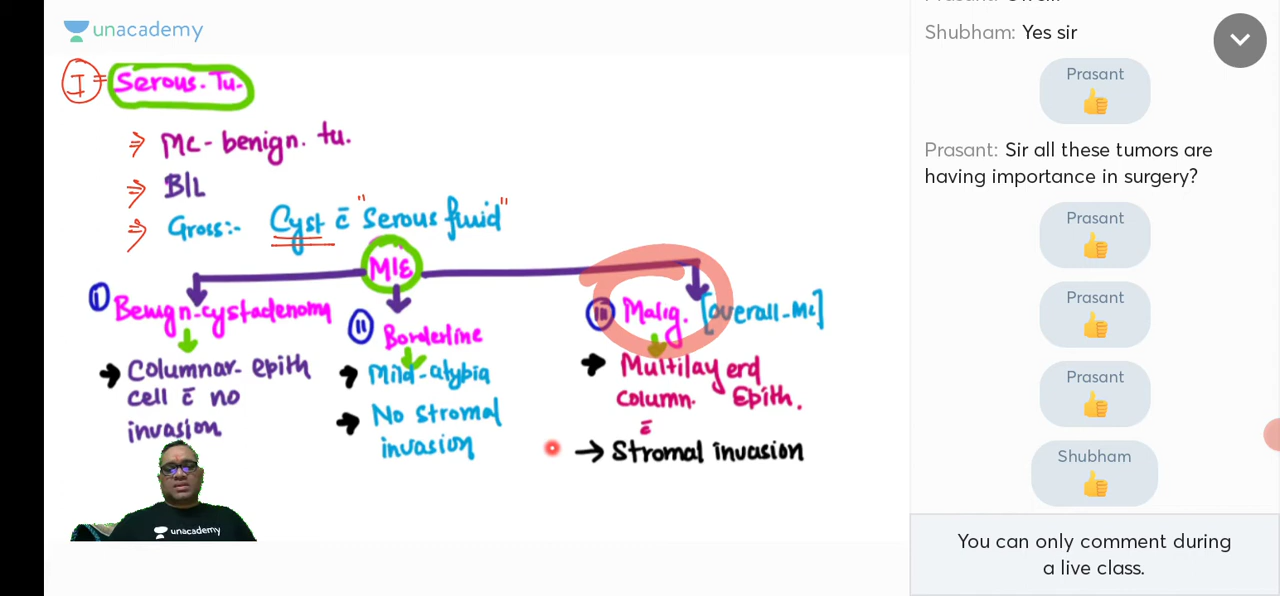 unacademy
I = Serous. Tu.
⇒ MC - benign. tu.
⇒ B/L
⇒ Gross:- Cyst c̄ "Serous fluid"
M/E
(i) Benign-cystadenoma
→ Columnar- epith
cell c̄ no
invasion
(ii) Borderline
→ Mild-atypia
→ No stromal
invasion
(iii) Malig. [overall-MC]
→ Multilayerd
column. Epith.
c̄
→ Stromal invasion
unacademy
Shubham: Yes sir
Prasant
👍
Prasant: Sir all these tumors are
having importance in surgery?
Prasant
👍
Prasant
👍
Prasant
👍
Shubham
👍
You can only comment during
a live class.